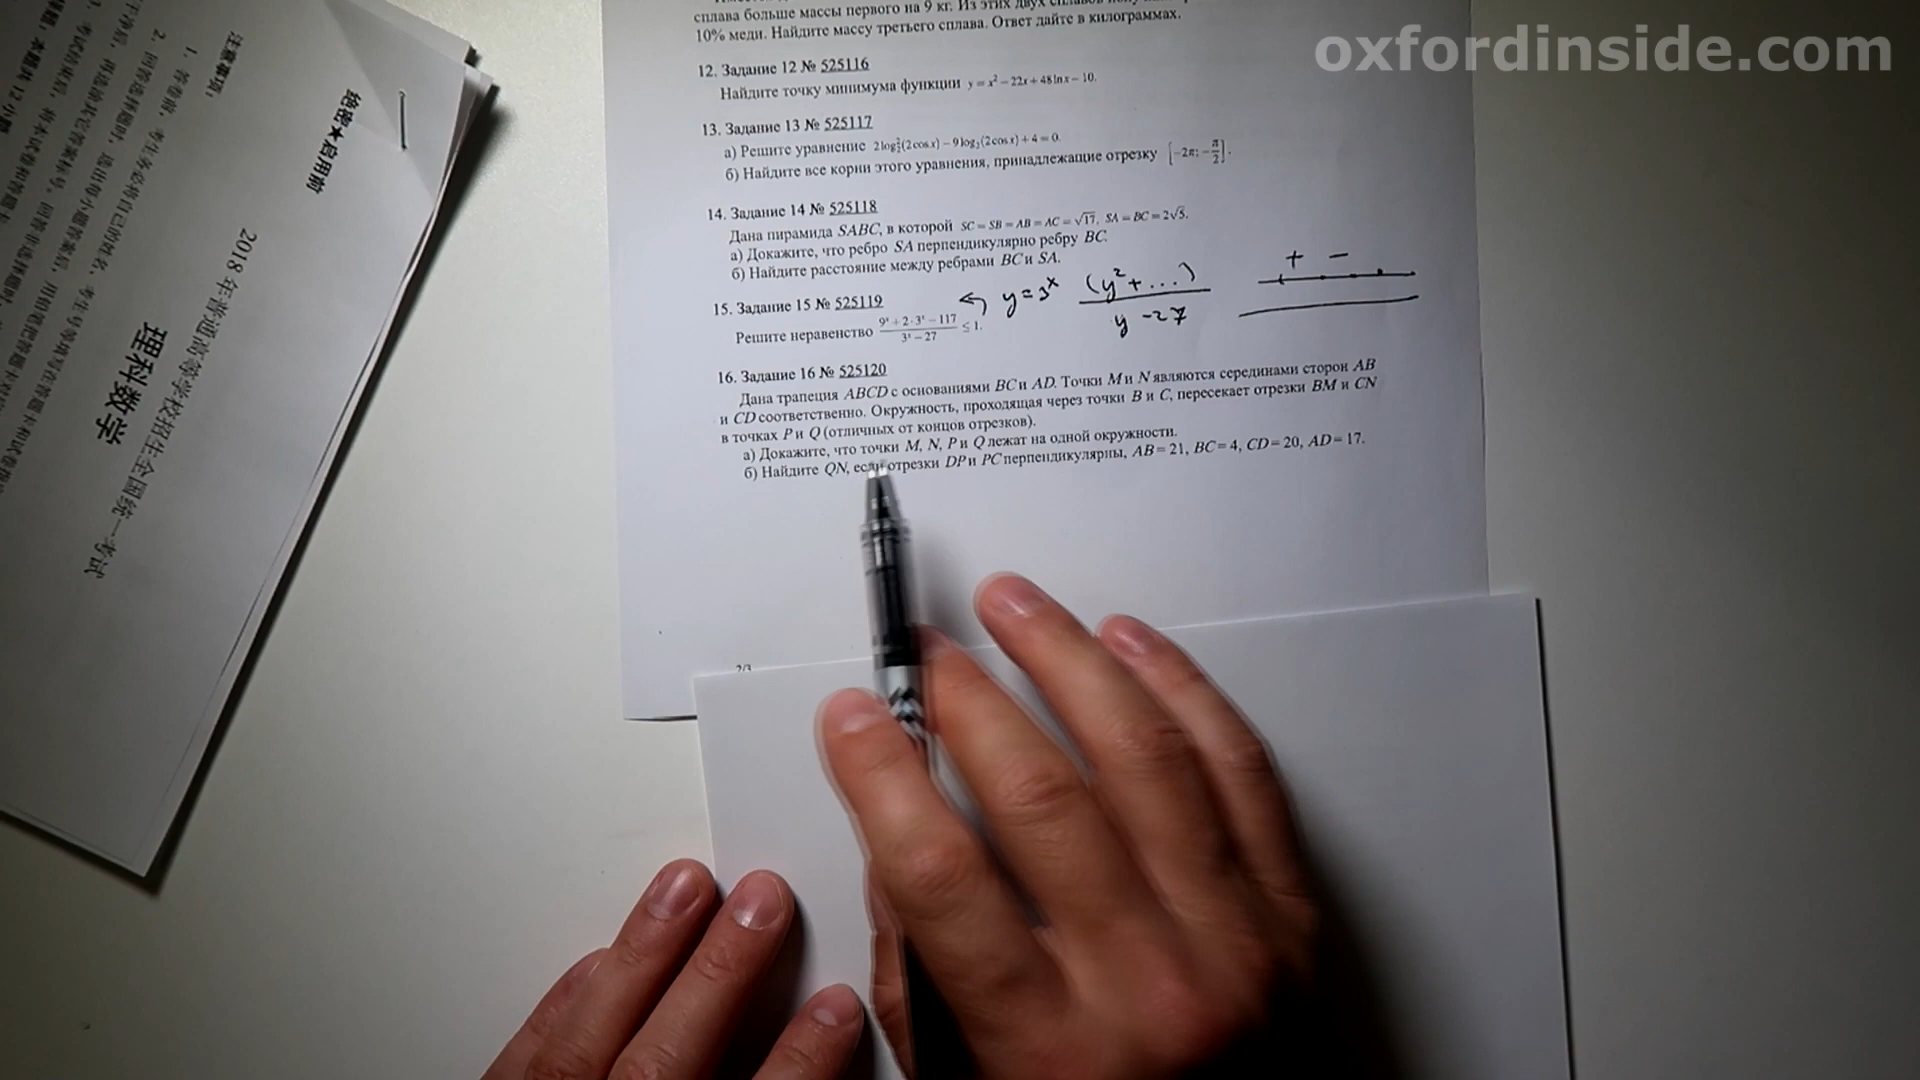 oxfordinside.com
сплава больше массы первого на 9 кг. Из этих двух
10% меди. Найдите массу третьего сплава. Ответ дайте в килограммах.
12. Задание 12 № 525116
Найдите точку минимума функции y = x² − 22x + 48 ln x − 10.
13. Задание 13 № 525117
а) Решите уравнение 2log₂²(2cos x) − 9log₂(2cos x) + 4 = 0.
б) Найдите все корни этого уравнения, принадлежащие отрезку [−2π; −π/2].
14. Задание 14 № 525118
Дана пирамида SABC, в которой SC = SB = AB = AC = √17, SA = BC = 2√5.
а) Докажите, что ребро SA перпендикулярно ребру BC.
б) Найдите расстояние между ребрами BC и SA.
15. Задание 15 № 525119
Решите неравенство (9ˣ + 2 · 3ˣ − 117)/(3ˣ − 27) ≤ 1.
y = 3ˣ (y² + ...)/(y − 27)
+ −
16. Задание 16 № 525120
Дана трапеция ABCD с основаниями BC и AD. Точки M и N являются серединами сторон AB
и CD соответственно. Окружность, проходящая через точки B и C, пересекает отрезки BM и CN
в точках P и Q (отличных от концов отрезков).
а) Докажите, что точки M, N, P и Q лежат на одной окружности.
б) Найдите QN, если отрезки DP и PC перпендикулярны, AB = 21, BC = 4, CD = 20, AD = 17.
2/3
绝密★启用前
2018 年普通高等学校招生全国统一考试
理科数学
注意事项: